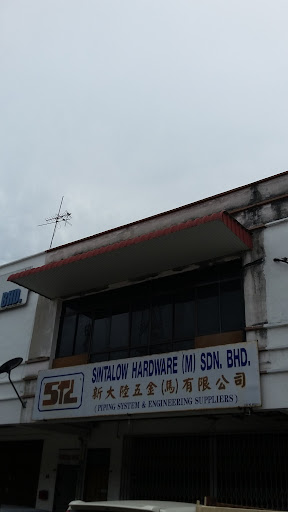 BHD.
SINTALOW HARDWARE (M) SDN. BHD.
STL
新大陸五金(馬)有限公司
( PIPING SYSTEM & ENGINEERING SUPPLIERS )